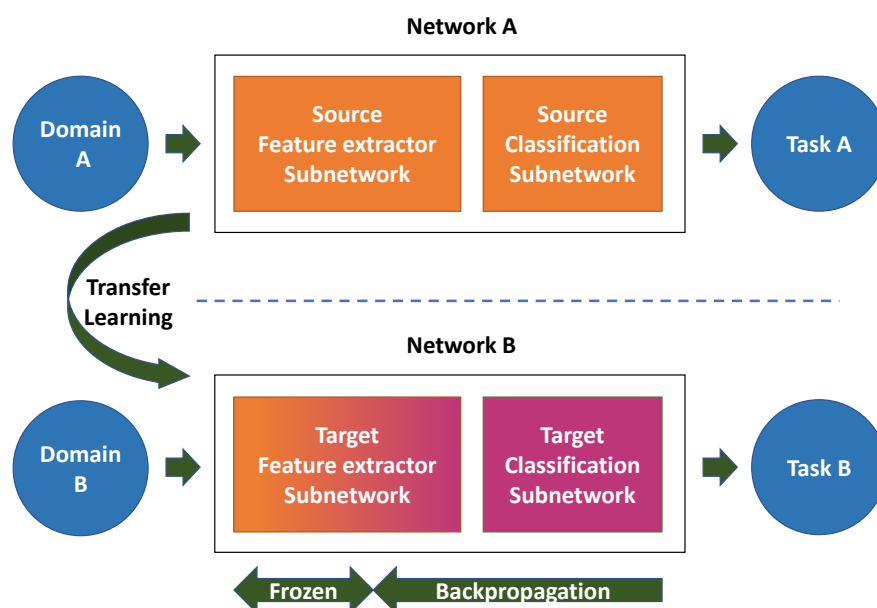 Network A
Domain
A
Source
Feature extractor
Subnetwork
Source
Classification
Subnetwork
Task A
Transfer
Learning
Network B
Domain
B
Target
Feature extractor
Subnetwork
Target
Classification
Subnetwork
Task B
Frozen
Backpropagation